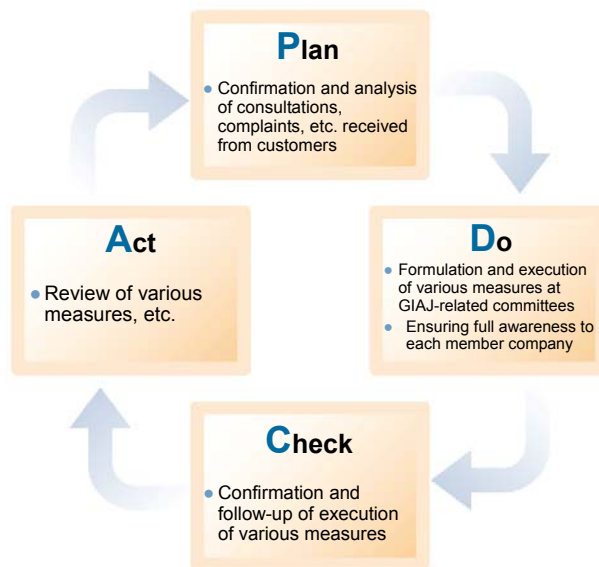 Plan
• Confirmation and analysis
of consultations,
complaints, etc. received
from customers
Do
• Formulation and execution
of various measures at
GIAJ-related committees
• Ensuring full awareness to
each member company
Check
• Confirmation and
follow-up of execution
of various measures
Act
• Review of various
measures, etc.